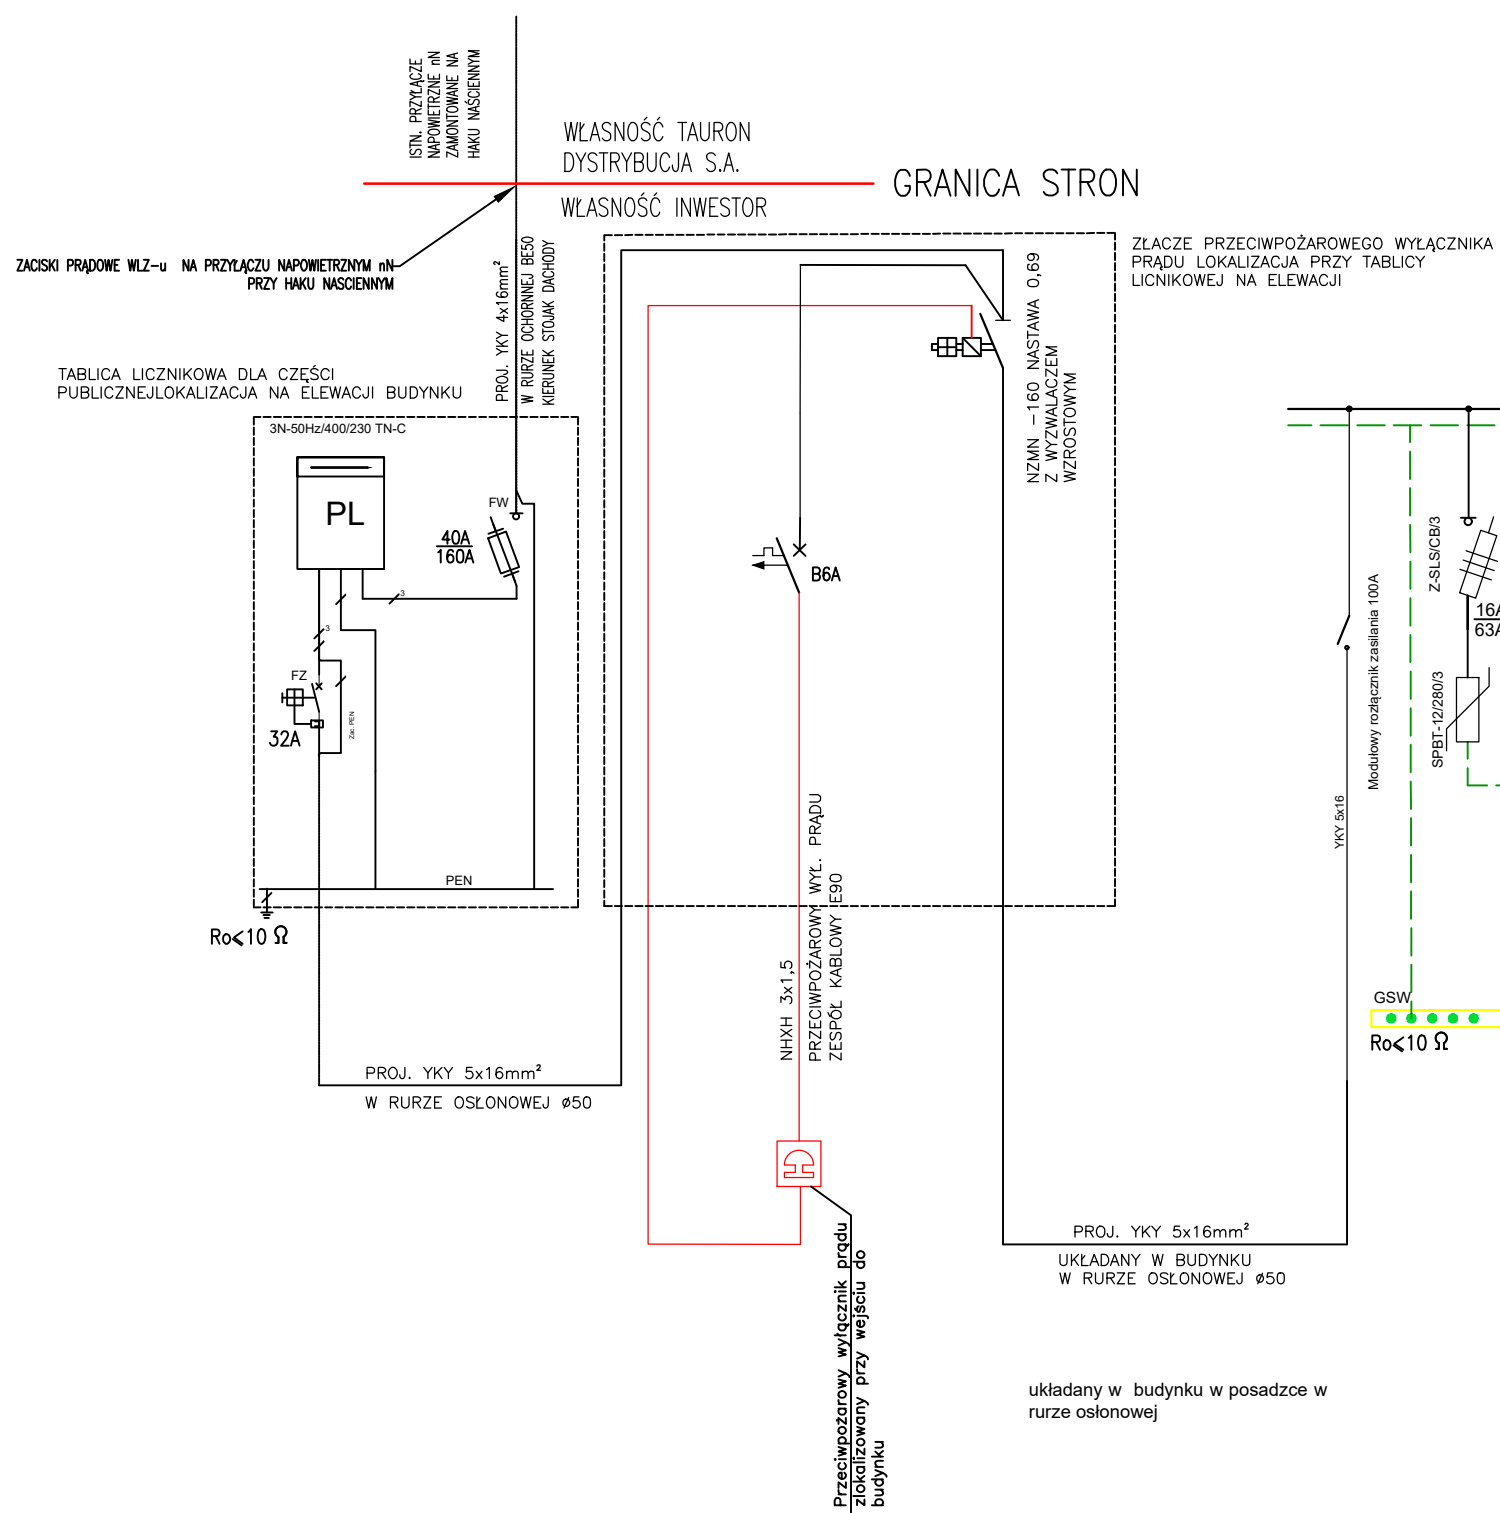 ISTN. PRZYŁĄCZE
NAPOWIETRZNE nN
ZAMONTOWANE NA
HAKU NAŚCIENNYM
WŁASNOŚĆ TAURON
DYSTRYBUCJA S.A.
GRANICA STRON
WŁASNOŚĆ INWESTOR
ZACISKI PRĄDOWE WLZ-u NA PRZYŁĄCZU NAPOWIETRZNYM nN
PRZY HAKU NASCIENNYM
PROJ. YKY 4x16mm²
W RURZE OCHORNNEJ BE50
KIERUNEK STOJAK DACHODY
ZŁACZE PRZECIWPOŻAROWEGO WYŁĄCZNIKA
PRĄDU LOKALIZACJA PRZY TABLICY
LICNIKOWEJ NA ELEWACJI
NZMN -160 NASTAWA 0,69
Z WYZWALACZEM
WZROSTOWYM
TABLICA LICZNIKOWA DLA CZĘŚCI
PUBLICZNEJLOKALIZACJA NA ELEWACJI BUDYNKU
3N-50Hz/400/230 TN-C
PL
FW
40A
160A
3
3
FZ
32A
Zac. PEN
PEN
Ro⩽10 Ω
B6A
NHXH 3x1,5
PRZECIWPOŻAROWY WYŁ. PRĄDU
ZESPÓŁ KABLOWY E90
PROJ. YKY 5x16mm²
W RURZE OSŁONOWEJ ø50
Przeciwpożarowy wyłącznik prądu
zlokalizowany przy wejściu do
budynku
YKY 5x16
Modułowy rozłącznik zasilania 100A
Z-SLS/CB/3
16A
63A
SPBT-12/280/3
GSW
Ro⩽10 Ω
PROJ. YKY 5x16mm²
UKŁADANY W BUDYNKU
W RURZE OSŁONOWEJ ø50
układany w budynku w posadzce w
rurze osłonowej